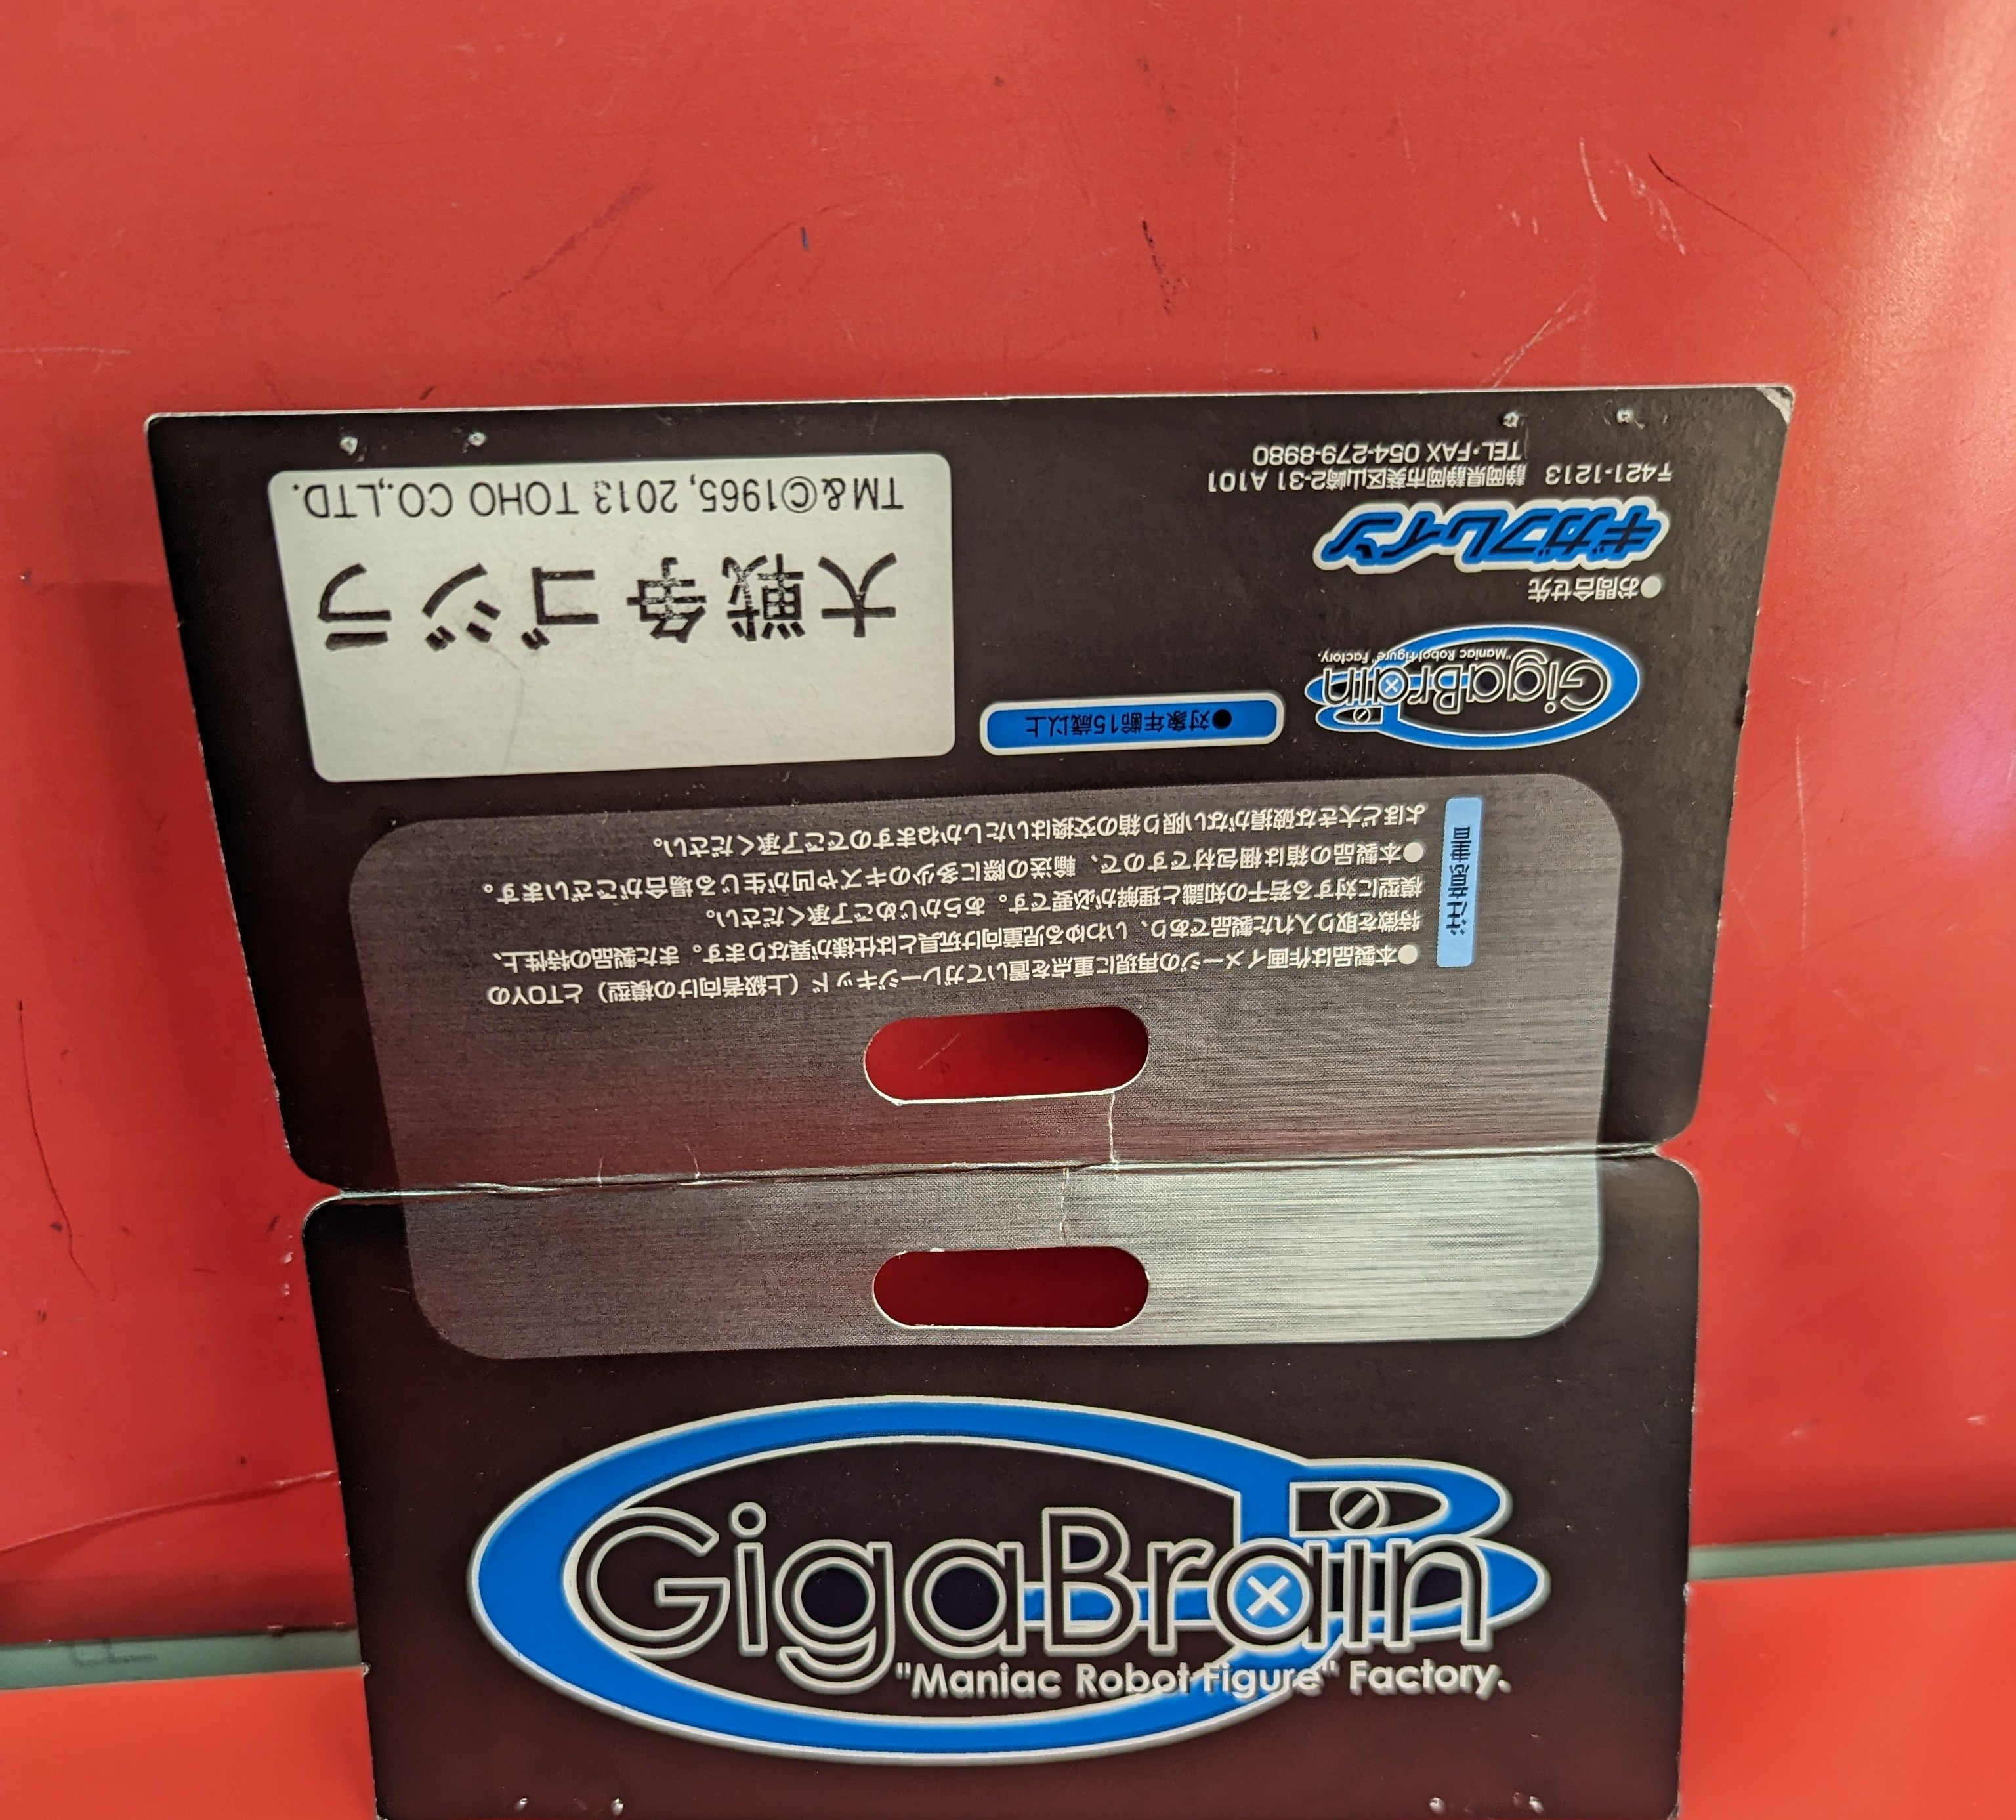 GigaBrain
"Maniac Robot Figure" Factory.
注意書
●本製品は作画イメージの再現に重点を置いてガレージキッド（上級者向けの模型）とTOYの
特徴を取り入れた製品であり、いわゆる児童向け玩具とは仕様が異なります。また製品の特性上、
模型に対する若干の知識と理解が必要です。あらかじめご了承ください。
●本製品の箱は梱包材ですので、輸送の際に多少のキズや凹が生じる場合がございます。
よほど大きな破損がない限り箱の交換はいたしかねますのでご了承ください。
GigaBrain
"Maniac Robot Figure" Factory.
●対象年齢15歳以上
●お問合せ先
ギガブレイン
〒421-1213 静岡県静岡市葵区山崎2-31 A101
TEL・FAX 054-279-8980
大戦争ゴジラ
TM&©1965, 2013 TOHO CO.,LTD.